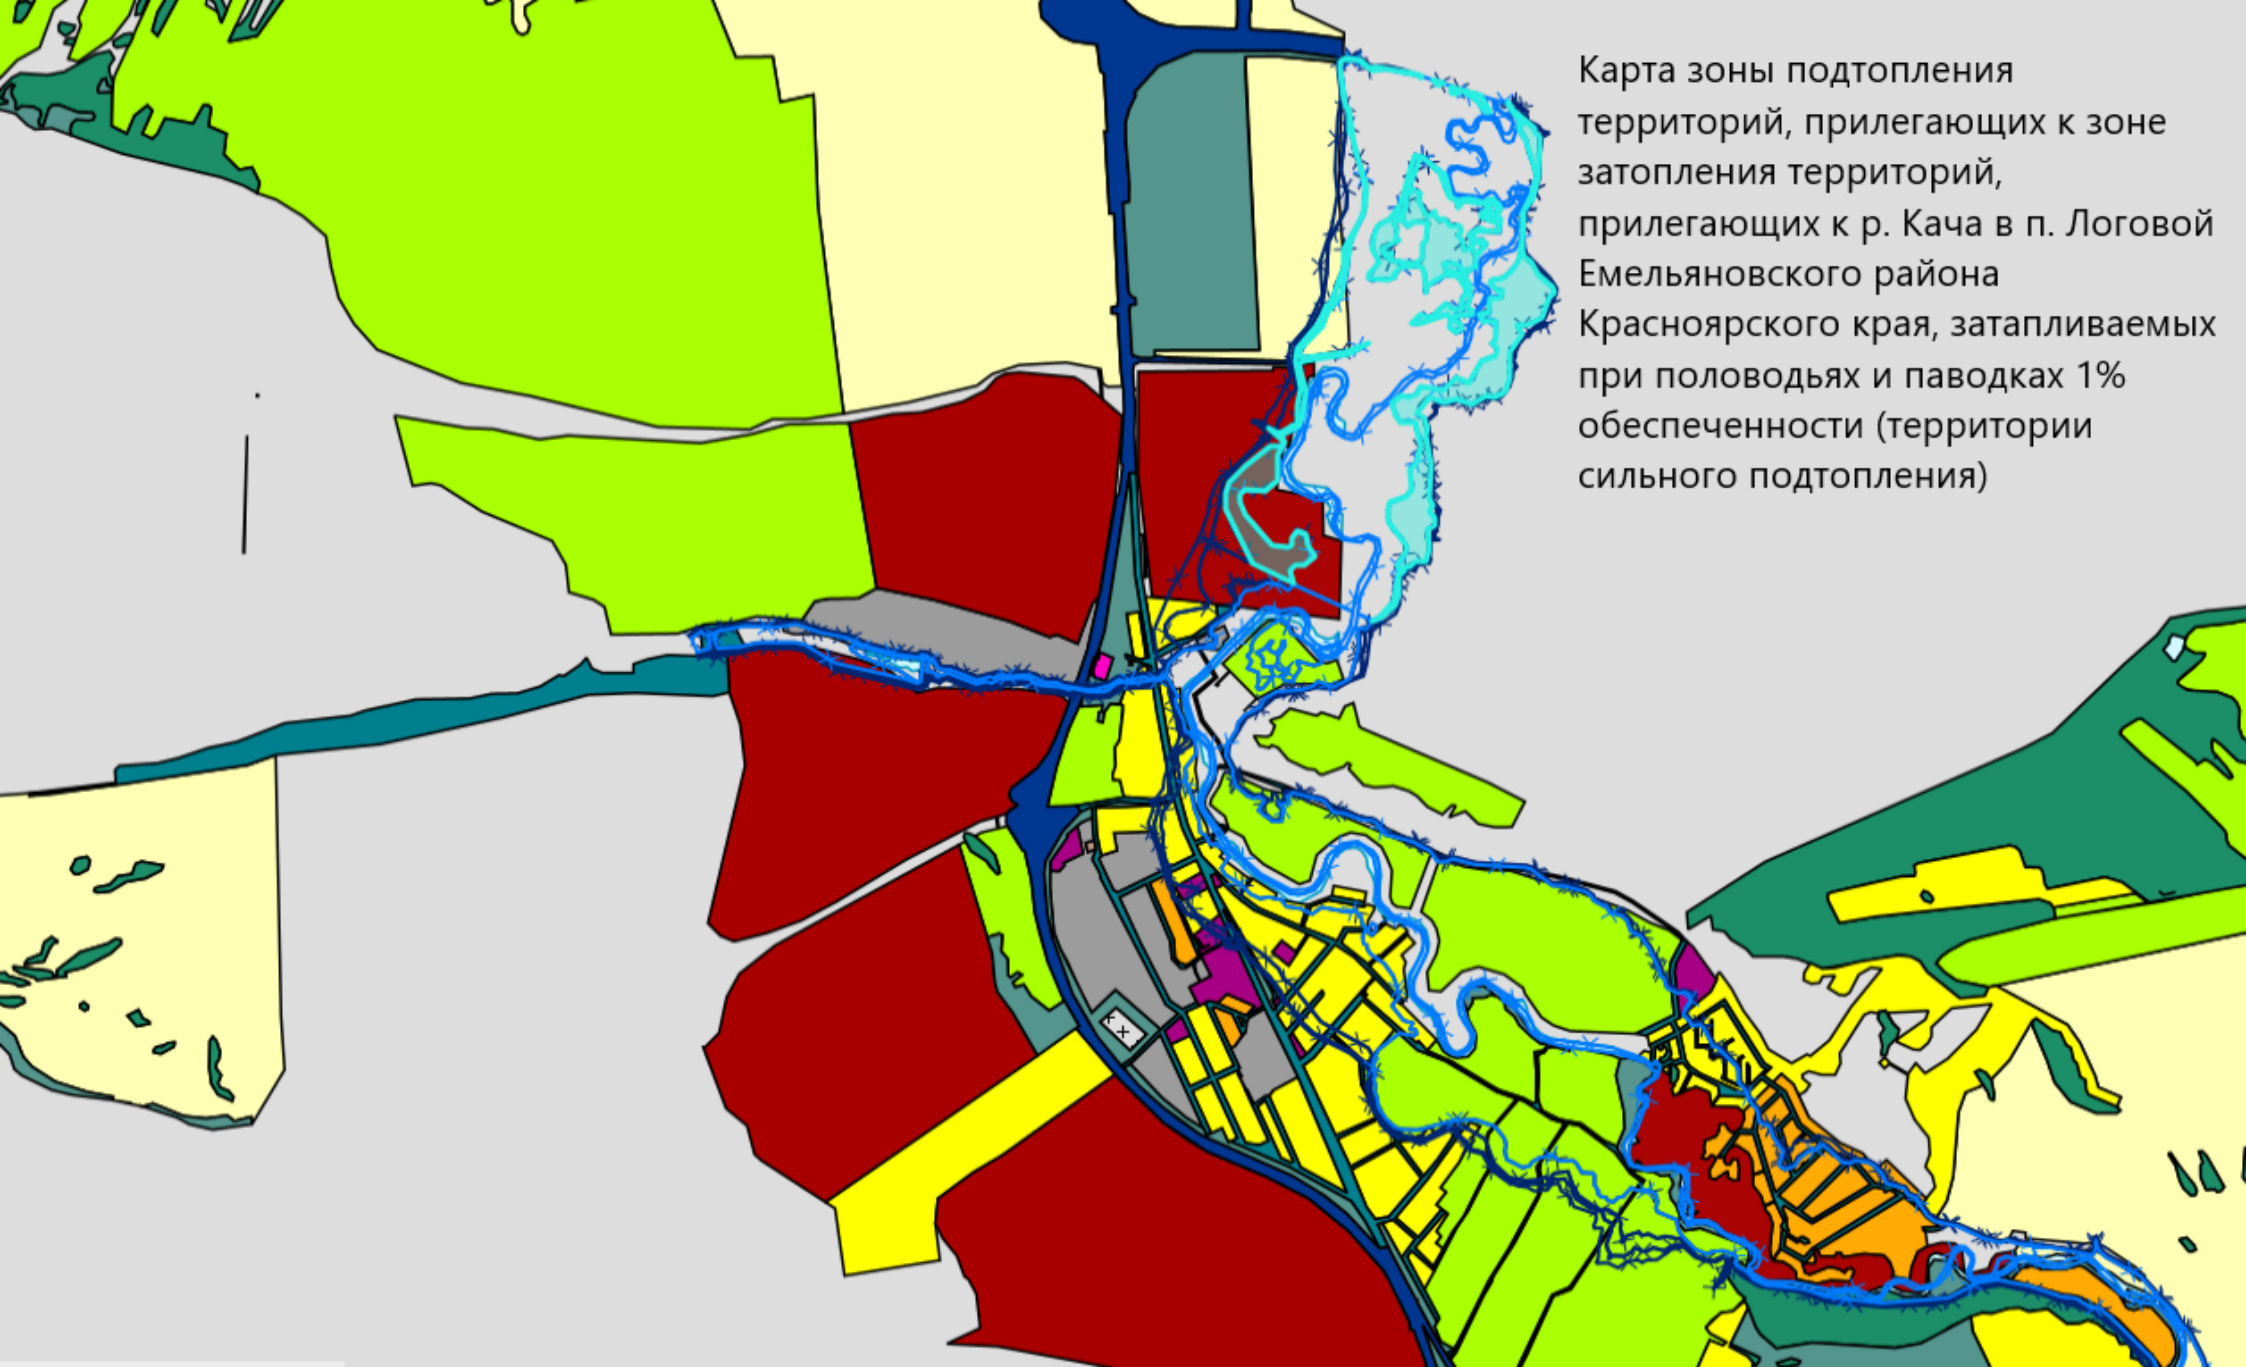 Карта зоны подтопления
территорий, прилегающих к зоне
затопления территорий,
прилегающих к р. Кача в п. Логовой
Емельяновского района
Красноярского края, затапливаемых
при половодьях и паводках 1%
обеспеченности (территории
сильного подтопления)